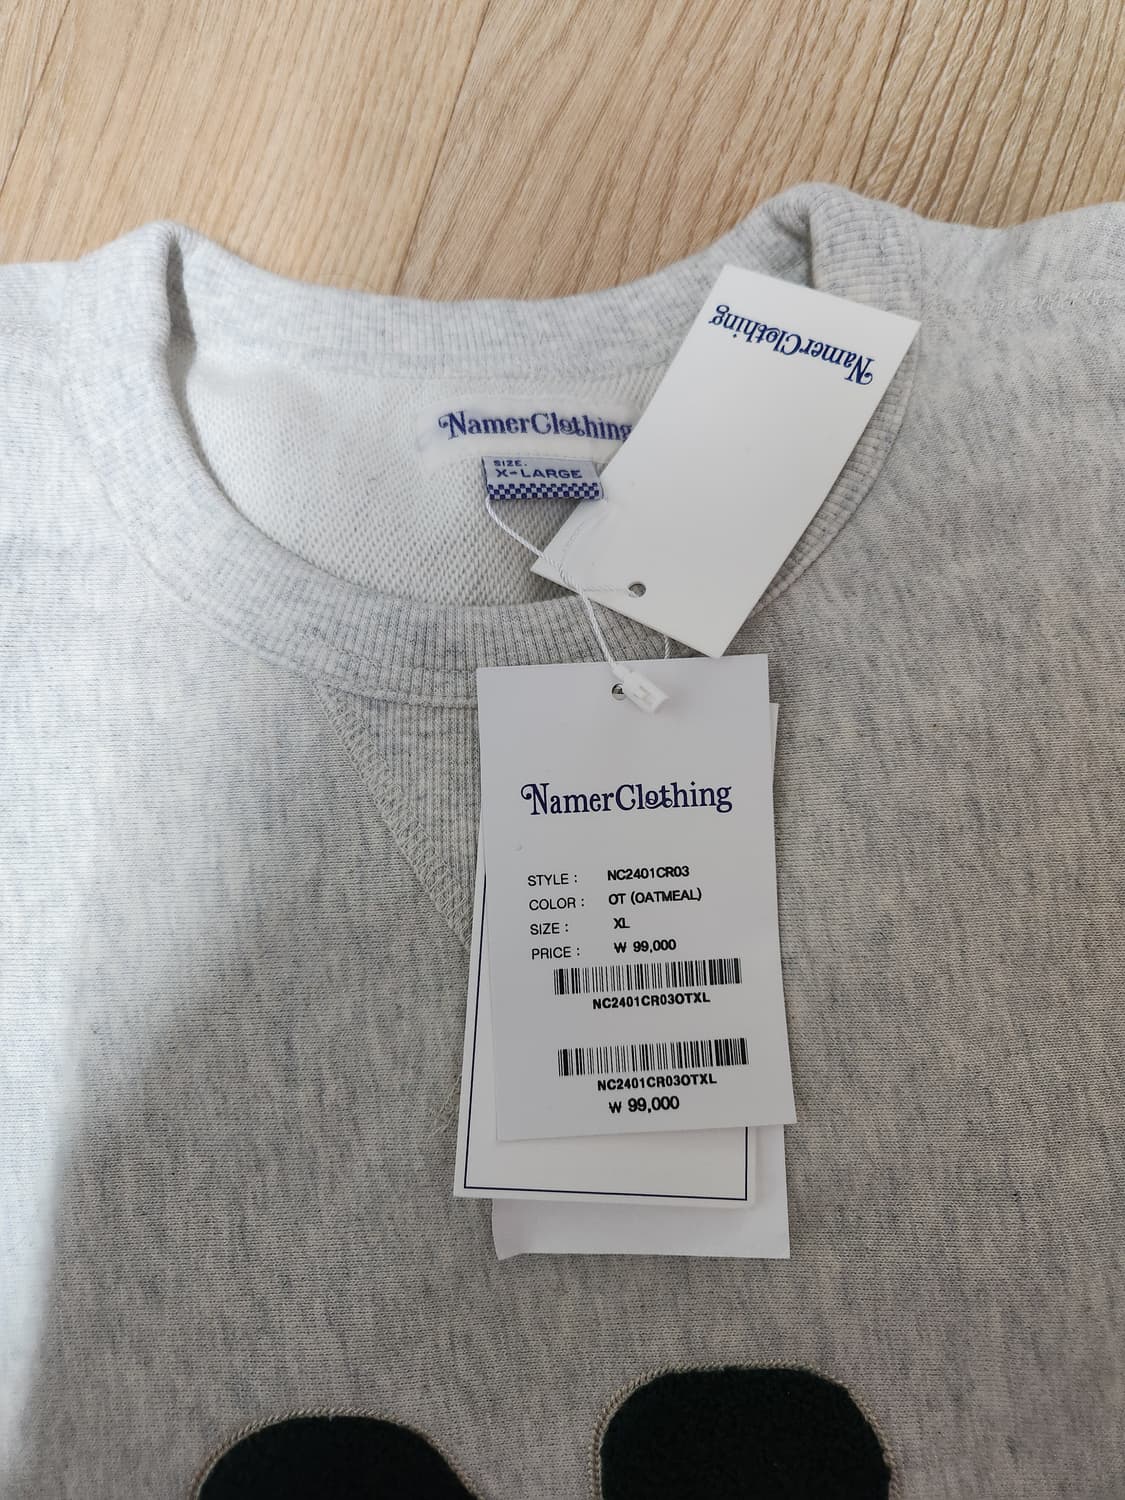 NamerClothing
NamerClothing
SIZE.
X-LARGE
NamerClothing
STYLE : NC2401CR03
COLOR : OT (OATMEAL)
SIZE : XL
PRICE : ₩ 99,000
NC2401CR03OTXL
NC2401CR03OTXL
₩ 99,000